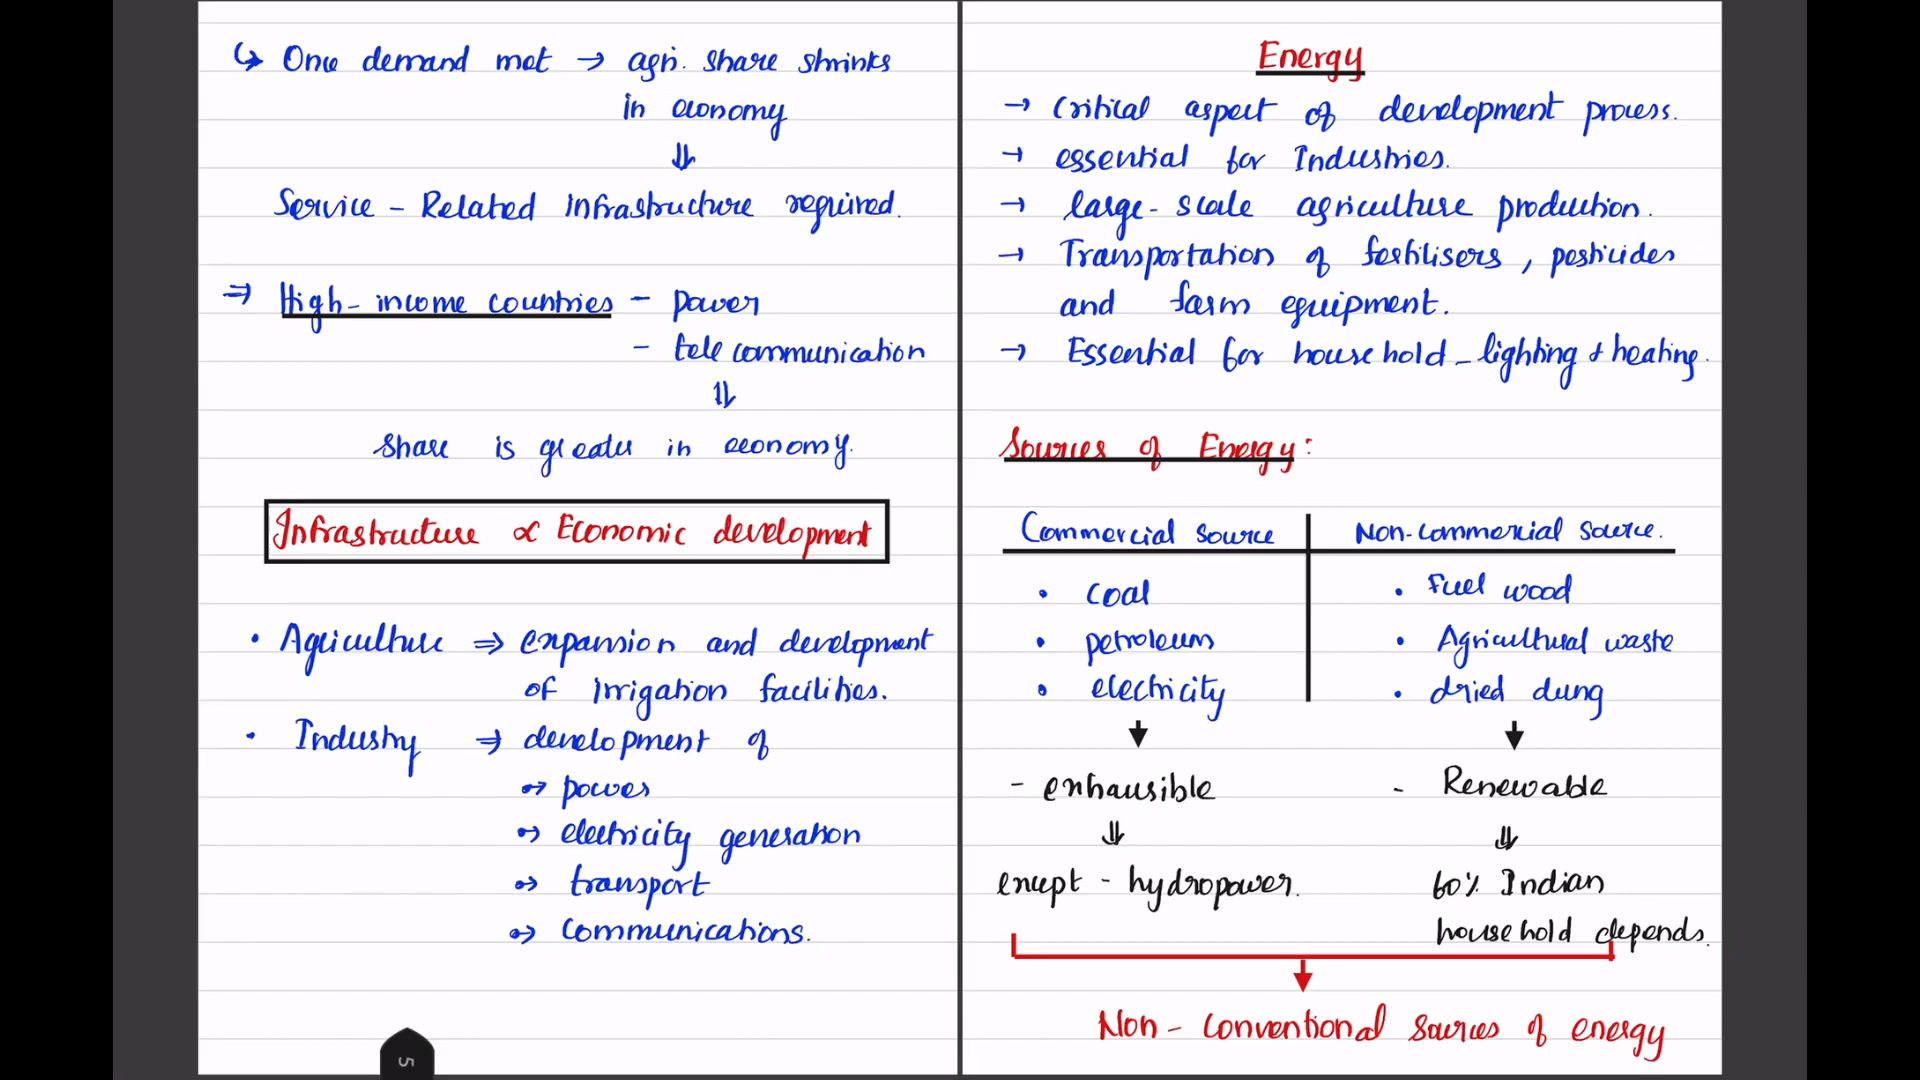 ↳ Once demand met → agri. share shrinks
in economy
⇓
Service - Related infrastructure required.
⇒ High-income countries - power
- tele communication
⇓
share is greater in economy.
Infrastructure ∝ Economic development
• Agriculture ⇒ expansion and development
of irrigation facilities.
• Industry ⇒ development of
↦ power
↦ electricity generation
↦ transport
↦ communications.
5
Energy
→ Critical aspect of development process.
→ essential for Industries.
→ large-scale agriculture production.
→ Transportation of fertilisers, pesticides
and farm equipment.
→ Essential for household - lighting & heating.
Sources of Energy:
Commercial source | Non-commercial source.
• coal • Fuel wood
• petroleum • Agricultural waste
• electricity • dried dung
- exhausible - Renewable
⇓ ⇓
except - hydropower. 60% Indian
household depends.
Non - conventional sources of energy